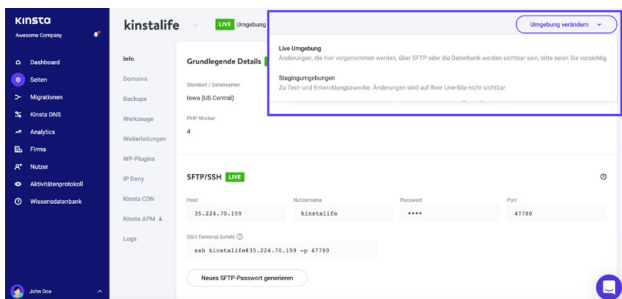 KINSTA
Awesome Company
Dashboard
Seiten
Migrationen
Kinsta DNS
Analytics
Firma
Nutzer
Aktivitätenprotokoll
Wissensdatenbank
John Doe
kinstalife
LIVE Umgebung
Umgebung verändern
Live Umgebung
Änderungen, die hier vorgenommen werden, über SFTP oder die Datenbank werden sichtbar sein, bitte seien Sie vorsichtig
Stagingumgebungen
Zu Test- und Entwicklungszwecke. Änderungen sind auf Ihrer Live-Site nicht sichtbar
Info
Domains
Backups
Werkzeuge
Weiterleitungen
WP-Plugins
IP Deny
Kinsta CDN
Kinsta APM
Logs
Grundlegende Details
Standort / Datencenter
Iowa (US Central)
PHP Worker
4
SFTP/SSH LIVE
Host
Nutzername
Passwort
Port
35.224.70.159
kinstalife
••••
47780
SSH Terminal Befehl
ssh kinstalife@35.224.70.159 -p 47780
Neues SFTP-Passwort generieren